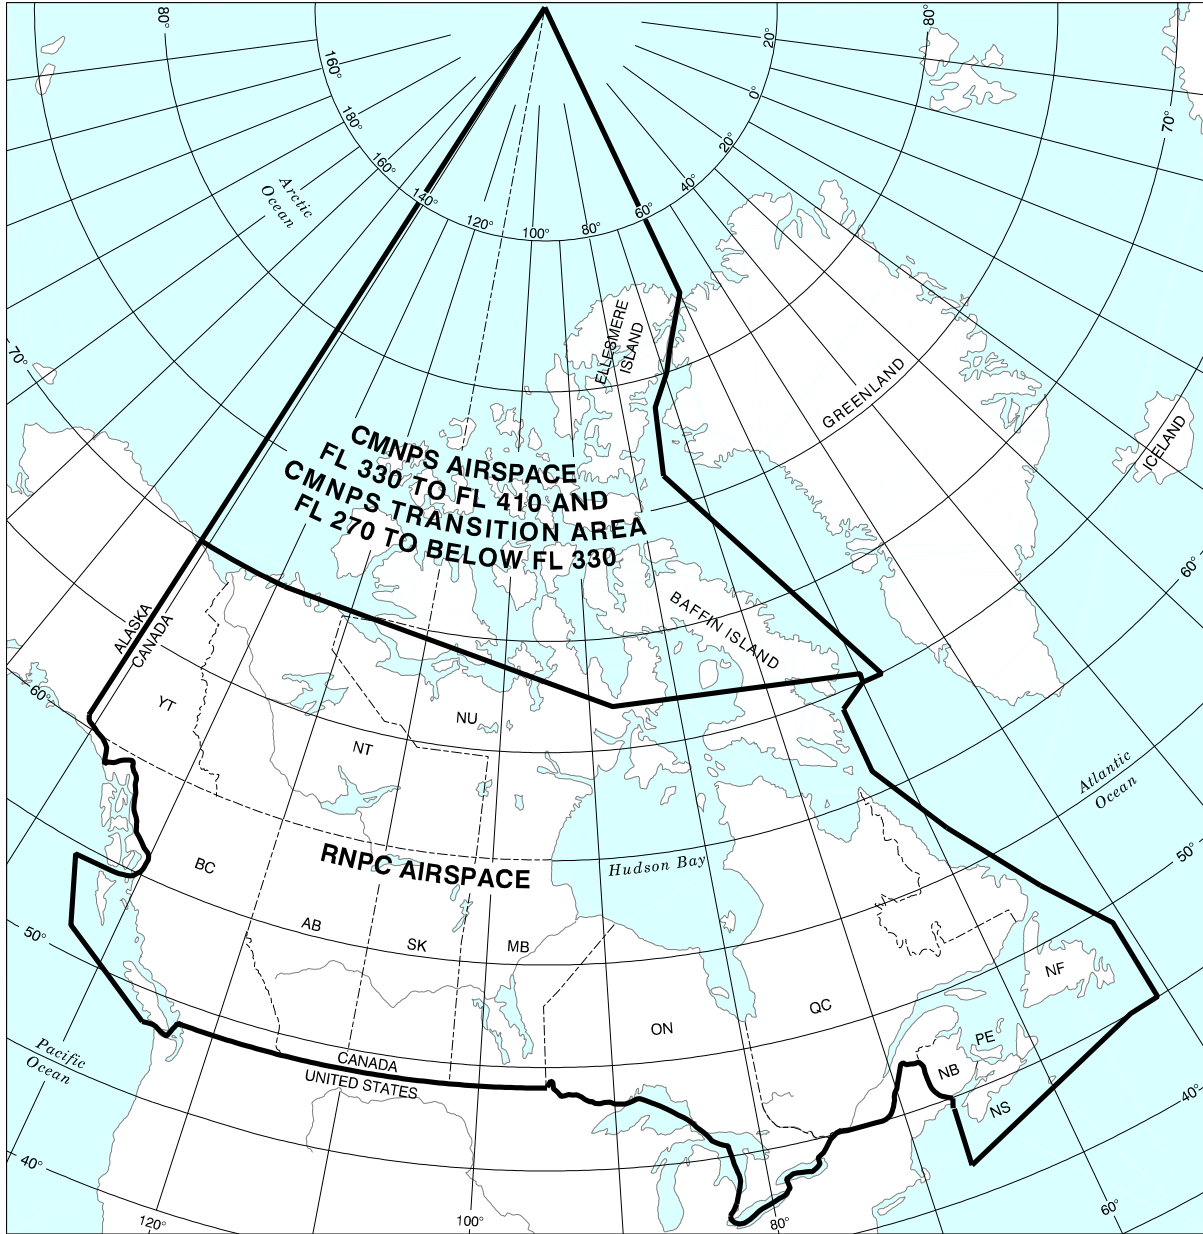 80°
80°
20°
160°
0°
70°
180°
20°
160°
40°
140°
60°
120°
100°
80°
Arctic
Ocean
70°
ELLESMERE
ISLAND
GREENLAND
ICELAND
CMNPS AIRSPACE
FL 330 TO FL 410 AND
CMNPS TRANSITION AREA
FL 270 TO BELOW FL 330
60°
BAFFIN ISLAND
ALASKA
CANADA
60°
YT
NU
NT
Atlantic
Ocean
RNPC AIRSPACE
Hudson Bay
50°
BC
AB
SK
MB
50°
NF
QC
ON
PE
NB
NS
Pacific
Ocean
CANADA
UNITED STATES
40°
40°
120°
100°
80°
60°